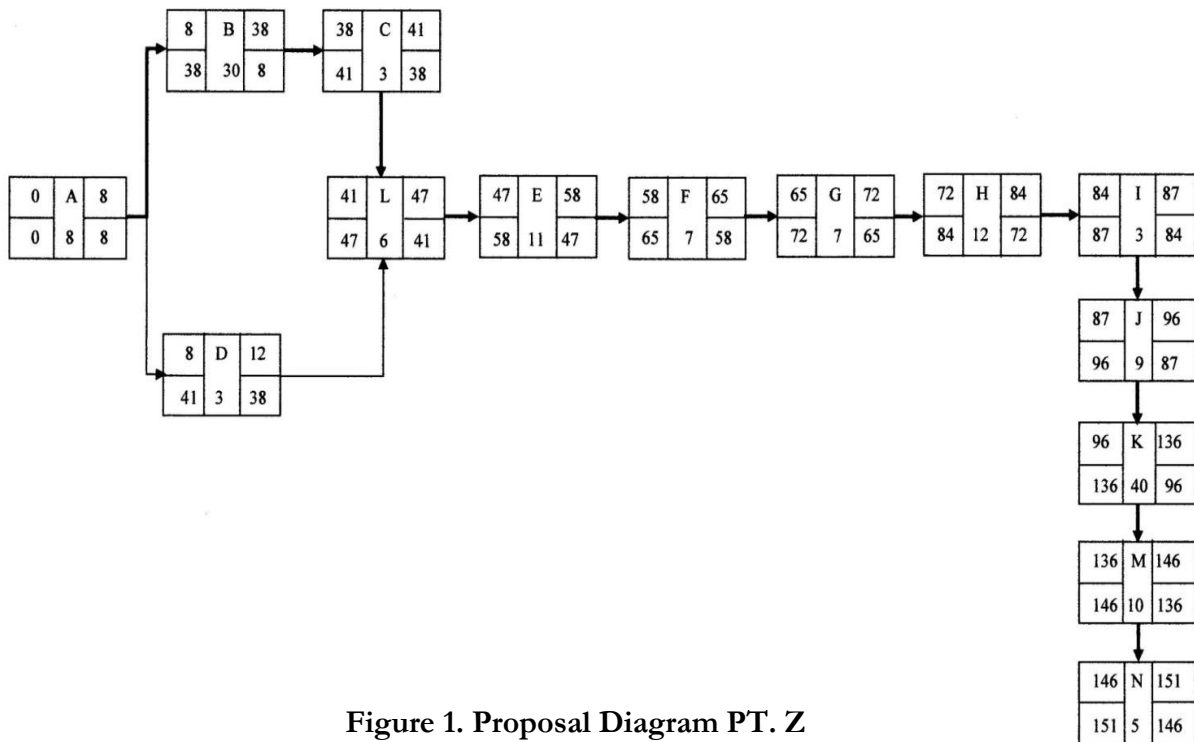 8 B 38
38 30 8
38 C 41
41 3 38
0 A 8
0 8 8
41 L 47
47 6 41
47 E 58
58 11 47
58 F 65
65 7 58
65 G 72
72 7 65
72 H 84
84 12 72
84 I 87
87 3 84
8 D 12
41 3 38
87 J 96
96 9 87
96 K 136
136 40 96
136 M 146
146 10 136
146 N 151
151 5 146
Figure 1. Proposal Diagram PT. Z